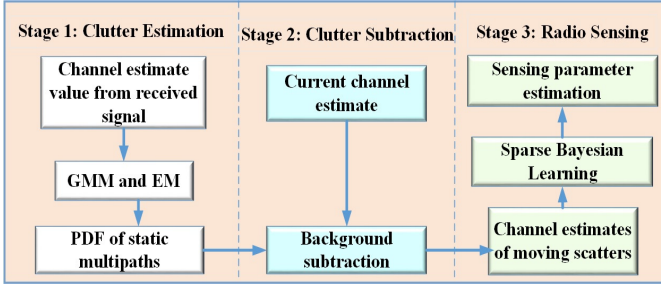 Stage 1: Clutter Estimation
Channel estimate
value from received
signal
GMM and EM
PDF of static
multipaths
Stage 2: Clutter Subtraction
Current channel
estimate
Background
subtraction
Stage 3: Radio Sensing
Sensing parameter
estimation
Sparse Bayesian
Learning
Channel estimates
of moving scatters